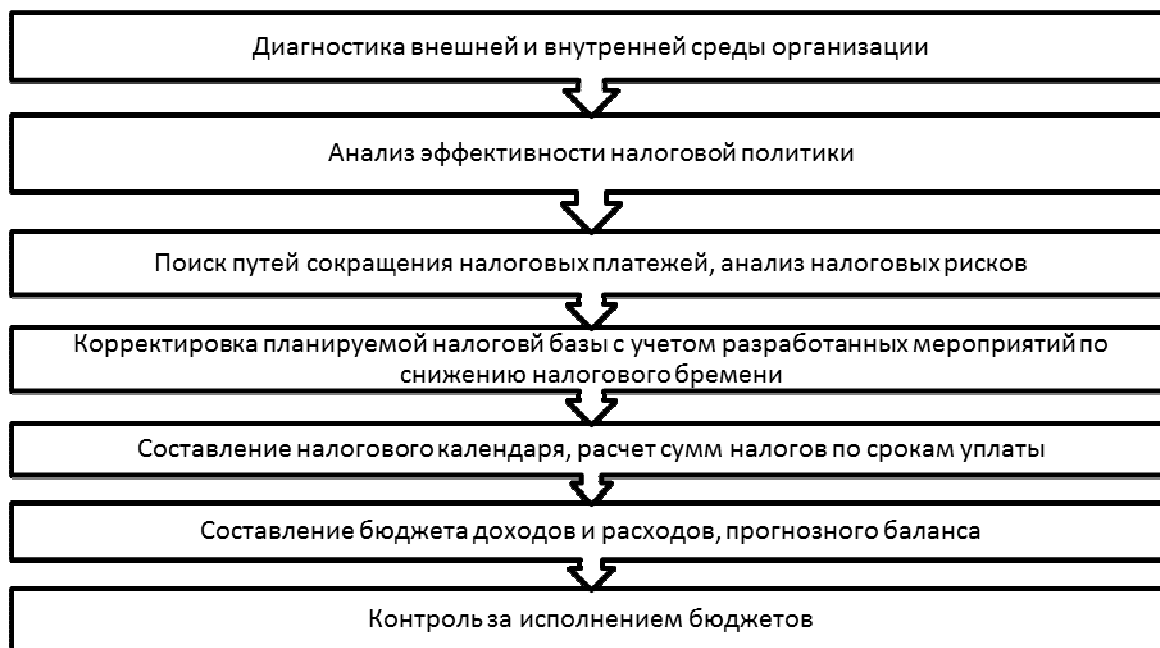 Диагностика внешней и внутренней среды организации
Анализ эффективности налоговой политики
Поиск путей сокращения налоговых платежей, анализ налоговых рисков
Корректировка планируемой налоговй базы с учетом разработанных мероприятий по
снижению налогового бремени
Составление налогового календаря, расчет сумм налогов по срокам уплаты
Составление бюджета доходов и расходов, прогнозного баланса
Контроль за исполнением бюджетов